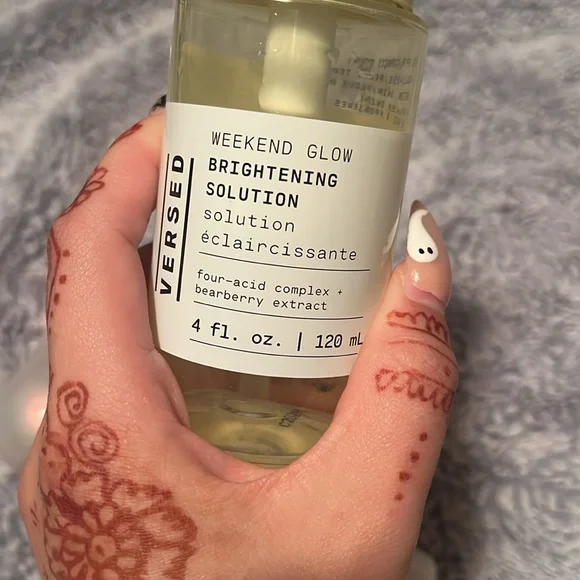 WEEKEND GLOW
BRIGHTENING
SOLUTION
solution
éclaircissante
four-acid complex +
bearberry extract
4 fl. oz. | 120 mL
VERSED